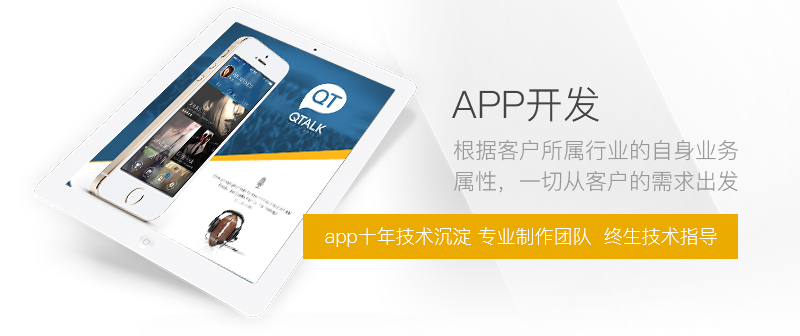 QT
QTALK
APP开发
根据客户所属行业的自身业务
属性，一切从客户的需求出发
app十年技术沉淀 专业制作团队 终生技术指导